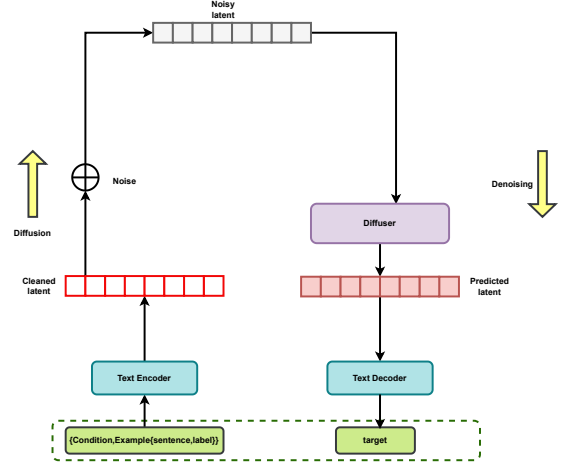 Noisy
latent
Noise
Diffusion
Denoising
Diffuser
Cleaned
latent
Predicted
latent
Text Encoder
Text Decoder
{Condition,Example{sentence,label}}
target